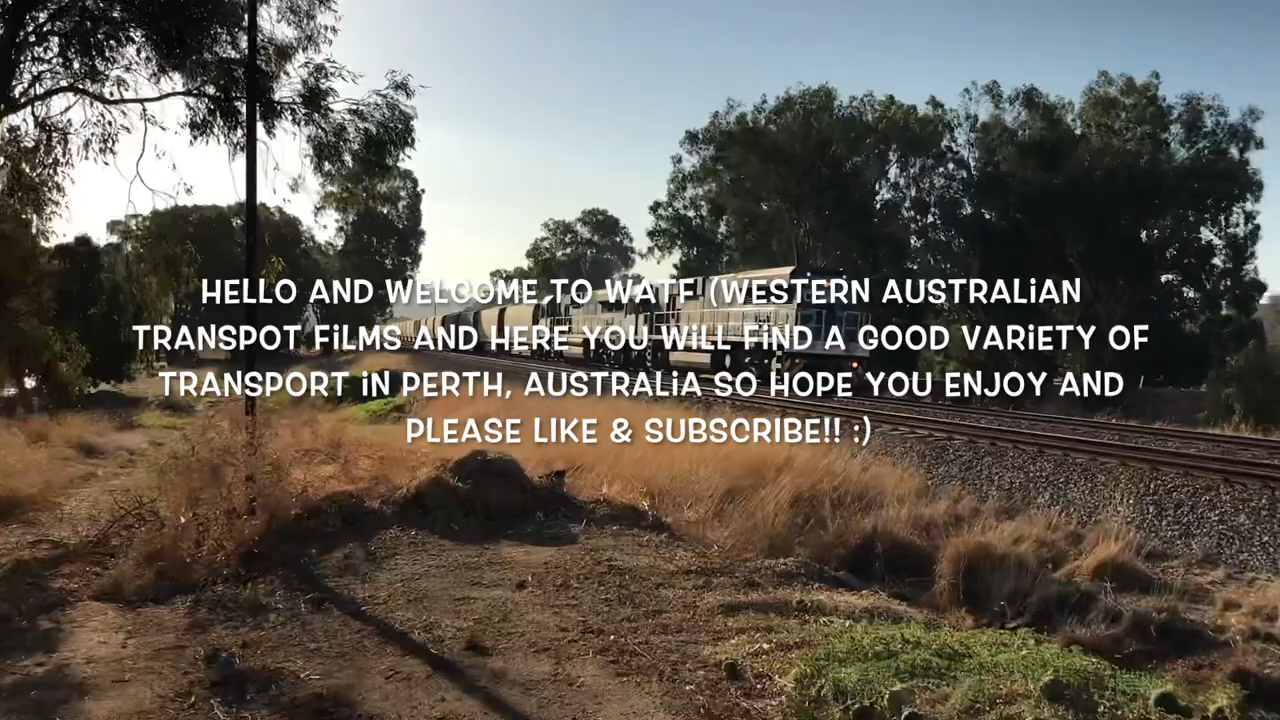 HELLO AND WELCOME TO WATF (WESTERN AUSTRALiAN
TRANSPOT FiLMS AND HERE YOU WiLL FiND A GOOD VARiETY OF
TRANSPORT iN PERTH, AUSTRALiA SO HOPE YOU ENJOY AND
PLEASE LiKE & SUBSCRiBE!! :)